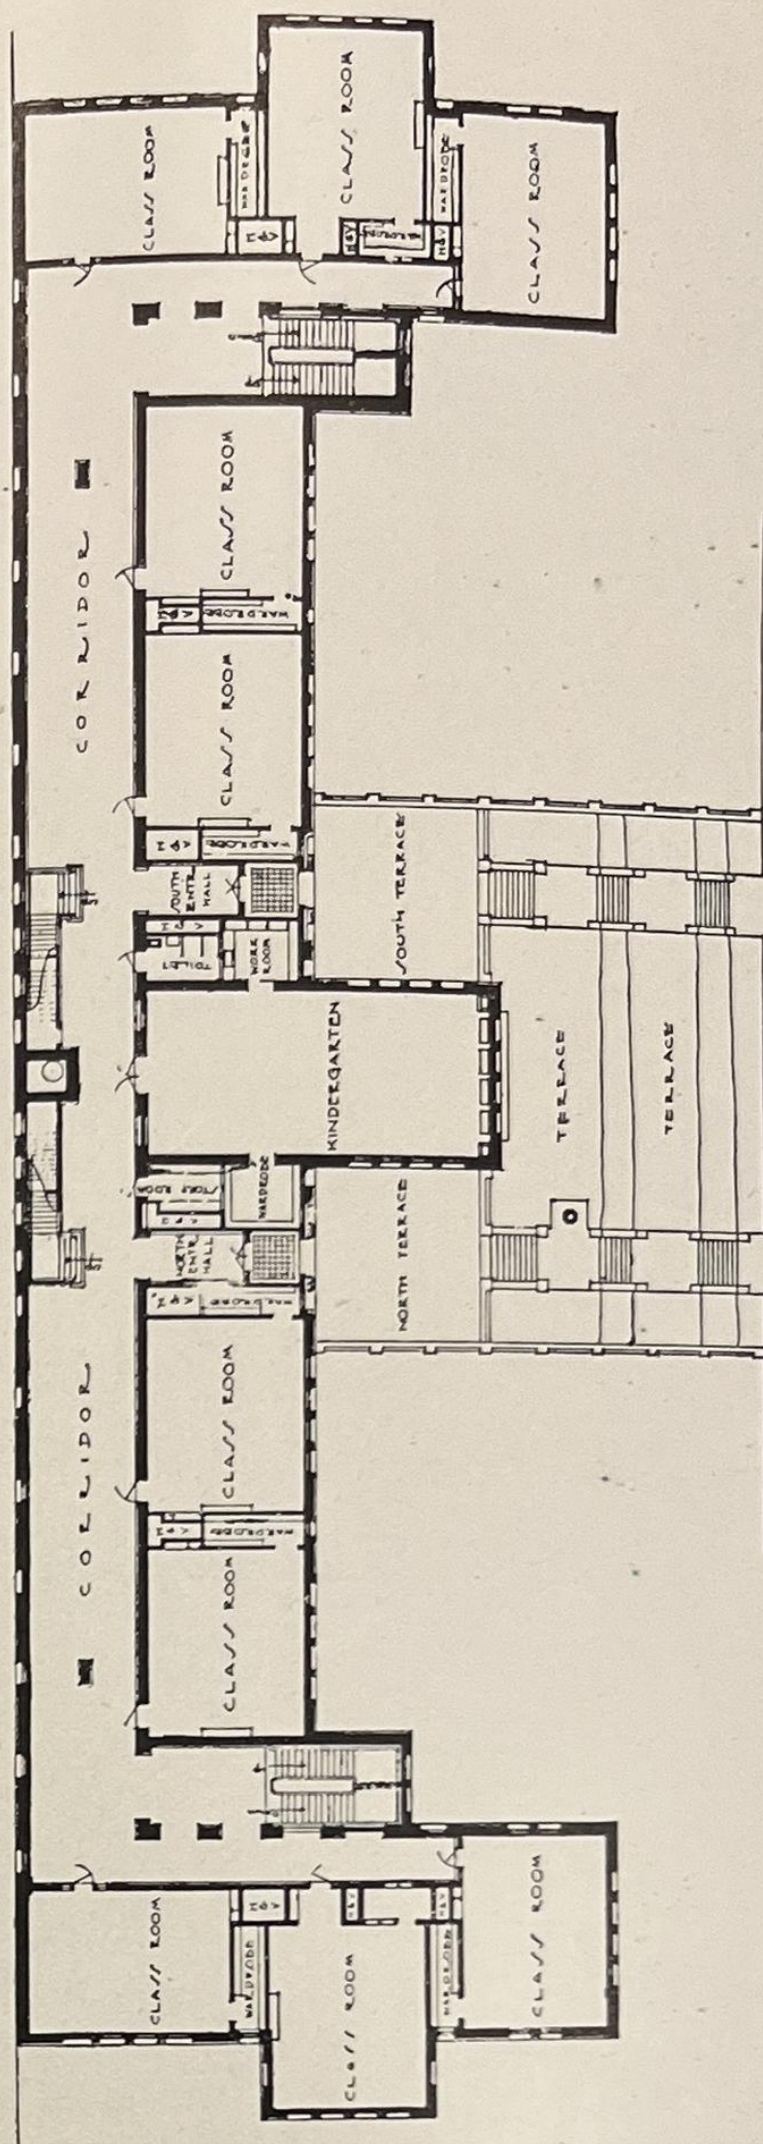 CLASS ROOM
WARDROBE
CLASS ROOM
WARDROBE
CLASS ROOM
H & V
H & V
WARDROBE
H & V
CORRIDOR
CLASS ROOM
H & V
WARDROBE
CLASS ROOM
H & V
WARDROBE
SOUTH
ENTR
HALL
H & V
TOILET
WORK
ROOM
SOUTH TERRACE
KINDERGARTEN
TERRACE
TERRACE
STORE ROOM
WARDROBE
H & V
NORTH
ENTR
HALL
NORTH TERRACE
H & V
WARDROBE
CORRIDOR
CLASS ROOM
H & V
WARDROBE
CLASS ROOM
H & V
H & V
H & V
CLASS ROOM
WARDROBE
CLASS ROOM
WARDROBE
CLASS ROOM